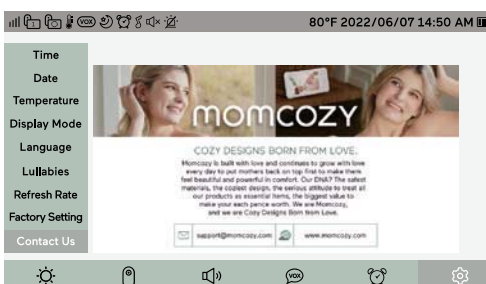 VOX
80°F 2022/06/07 14:50 AM
Time
Date
Temperature
Display Mode
Language
Lullabies
Refresh Rate
Factory Setting
Contact Us
momcozy
COZY DESIGNS BORN FROM LOVE.
Momcozy is built with love and continues to grow with love
every day to put mothers back on top first to make them
feel beautiful and powerful in comfort. Our DNA? The safest
materials, the coziest design, the serious attitude to treat all
our products as essential items, the biggest value to
make your each pence worth. We are Momcozy,
and we are Cozy Designs Born from Love.
support@momcozy.com
www.momcozy.com
VOX